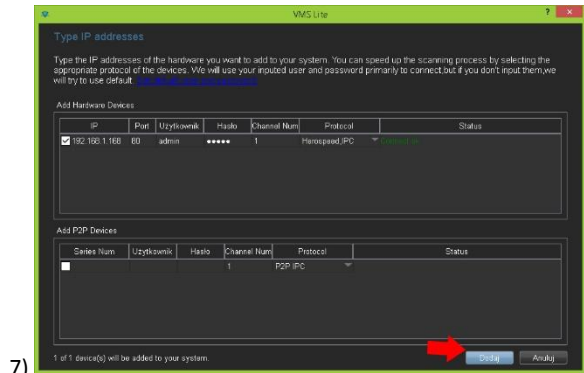 VMS Lite
? ×
Type IP addresses
Type the IP addresses of the hardware you want to add to your system. You can speed up the scanning process by selecting the
appropriate protocol of the devices. We will use your inputed user and password primarily to connect,but if you don't input them,we
will try to use default.
Add Hardware Devices
IP Port Użytkownik Hasło Channel Num Protocol Status
192.168.1.168 80 admin ●●●●● 1 Herospeed_IPC
Add P2P Devices
Series Num Użytkownik Hasło Channel Num Protocol Status
1 P2P IPC
1 of 1 device(s) will be added to your system.
Dodaj Anuluj
7)